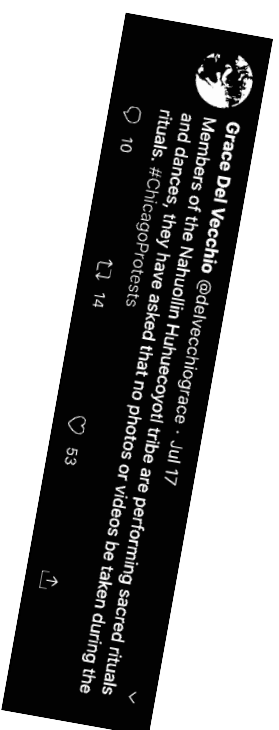 Grace Del Vecchio @delvecchiograce · Jul 17
Members of the Nahuollin Huhuecoyotl tribe are performing sacred rituals
and dances, they have asked that no photos or videos be taken during the
rituals. #ChicagoProtests
10 14 53